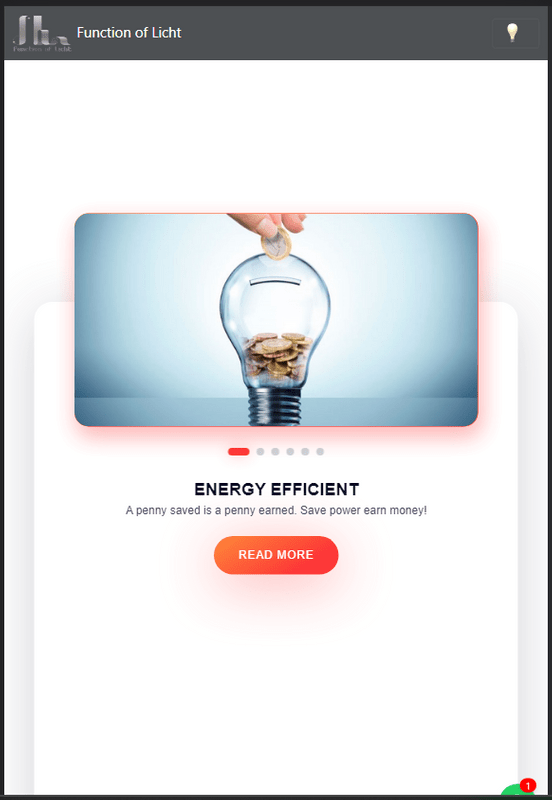 Function of Licht
Function of Licht
ENERGY EFFICIENT
A penny saved is a penny earned. Save power earn money!
READ MORE
1